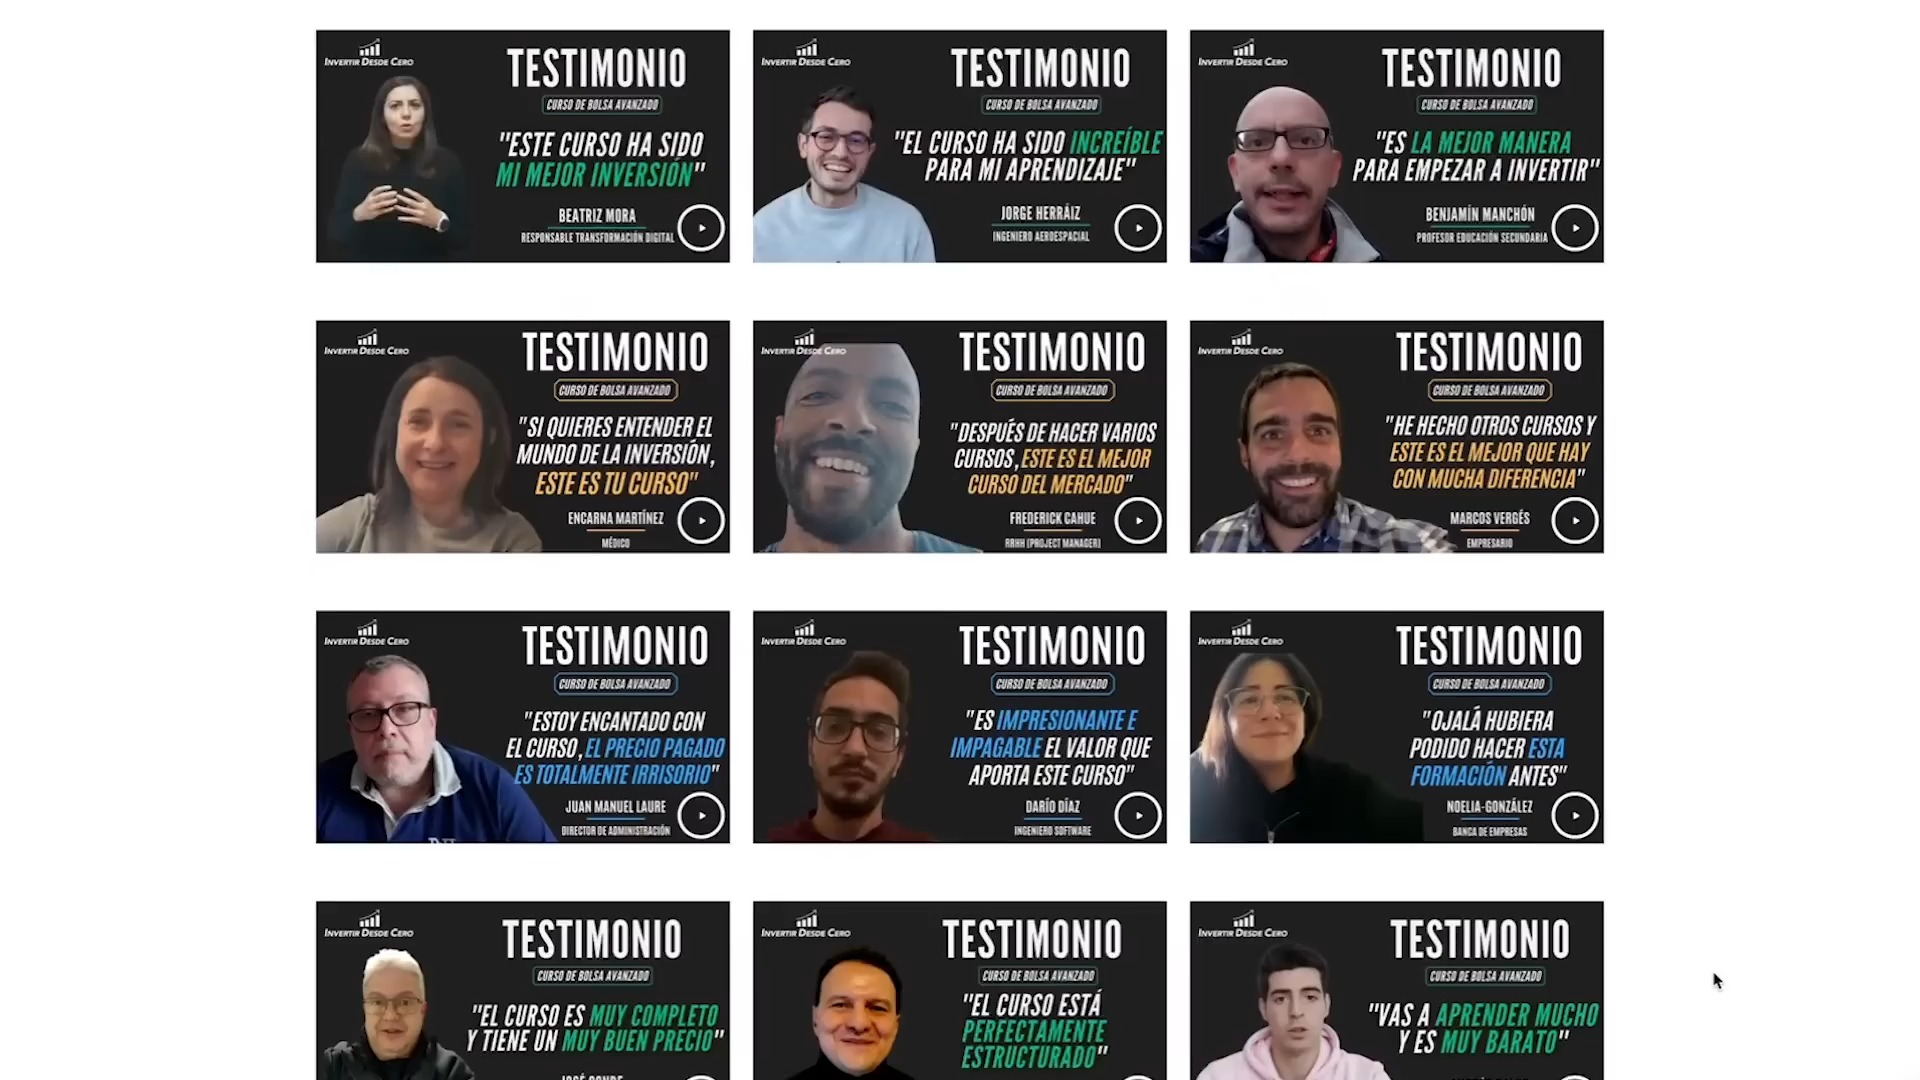 INVERTIR DESDE CERO
TESTIMONIO
CURSO DE BOLSA AVANZADO
"ESTE CURSO HA SIDO
MI MEJOR INVERSIÓN"
BEATRIZ MORA
RESPONSABLE TRANSFORMACIÓN DIGITAL
INVERTIR DESDE CERO
TESTIMONIO
CURSO DE BOLSA AVANZADO
"EL CURSO HA SIDO INCREÍBLE
PARA MI APRENDIZAJE"
JORGE HERRÁIZ
INGENIERO AEROESPACIAL
INVERTIR DESDE CERO
TESTIMONIO
CURSO DE BOLSA AVANZADO
"ES LA MEJOR MANERA
PARA EMPEZAR A INVERTIR"
BENJAMÍN MANCHÓN
PROFESOR EDUCACIÓN SECUNDARIA
INVERTIR DESDE CERO
TESTIMONIO
CURSO DE BOLSA AVANZADO
"SI QUIERES ENTENDER EL
MUNDO DE LA INVERSIÓN,
ESTE ES TU CURSO"
ENCARNA MARTÍNEZ
MÉDICO
INVERTIR DESDE CERO
TESTIMONIO
CURSO DE BOLSA AVANZADO
"DESPUÉS DE HACER VARIOS
CURSOS, ESTE ES EL MEJOR
CURSO DEL MERCADO"
FREDERICK CAHUE
RRHH (PROJECT MANAGER)
INVERTIR DESDE CERO
TESTIMONIO
CURSO DE BOLSA AVANZADO
"HE HECHO OTROS CURSOS Y
ESTE ES EL MEJOR QUE HAY
CON MUCHA DIFERENCIA"
MARCOS VERGÉS
EMPRESARIO
INVERTIR DESDE CERO
TESTIMONIO
CURSO DE BOLSA AVANZADO
"ESTOY ENCANTADO CON
EL CURSO, EL PRECIO PAGADO
ES TOTALMENTE IRRISORIO"
JUAN MANUEL LAURE
DIRECTOR DE ADMINISTRACIÓN
INVERTIR DESDE CERO
TESTIMONIO
CURSO DE BOLSA AVANZADO
"ES IMPRESIONANTE E
IMPAGABLE EL VALOR QUE
APORTA ESTE CURSO"
DARÍO DÍAZ
INGENIERO SOFTWARE
INVERTIR DESDE CERO
TESTIMONIO
CURSO DE BOLSA AVANZADO
"OJALÁ HUBIERA
PODIDO HACER ESTA
FORMACIÓN ANTES"
NOELIA-GONZÁLEZ
BANCA DE EMPRESAS
INVERTIR DESDE CERO
TESTIMONIO
CURSO DE BOLSA AVANZADO
"EL CURSO ES MUY COMPLETO
Y TIENE UN MUY BUEN PRECIO"
INVERTIR DESDE CERO
TESTIMONIO
CURSO DE BOLSA AVANZADO
"EL CURSO ESTÁ
PERFECTAMENTE
ESTRUCTURADO"
INVERTIR DESDE CERO
TESTIMONIO
CURSO DE BOLSA AVANZADO
"VAS A APRENDER MUCHO
Y ES MUY BARATO"